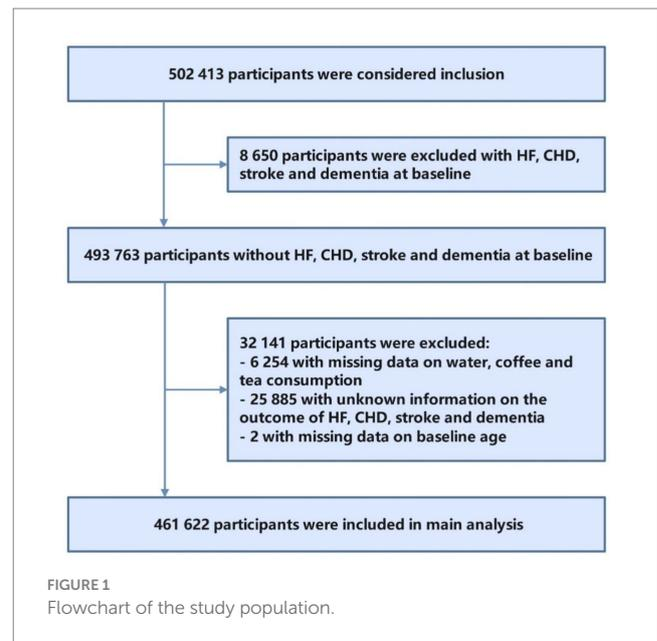 502 413 participants were considered inclusion
8 650 participants were excluded with HF, CHD,
stroke and dementia at baseline
493 763 participants without HF, CHD, stroke and dementia at baseline
32 141 participants were excluded:
- 6 254 with missing data on water, coffee and
tea consumption
- 25 885 with unknown information on the
outcome of HF, CHD, stroke and dementia
- 2 with missing data on baseline age
461 622 participants were included in main analysis
FIGURE 1
Flowchart of the study population.